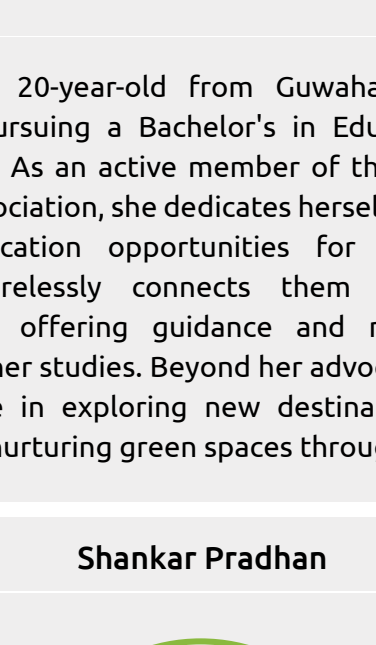 20-year-old from Guwaha
ursuing a Bachelor's in Edu
As an active member of th
ociation, she dedicates hersel
cation opportunities for
relessly connects them
offering guidance and
her studies. Beyond her advo
e in exploring new destina
nurturing green spaces throu
Shankar Pradhan